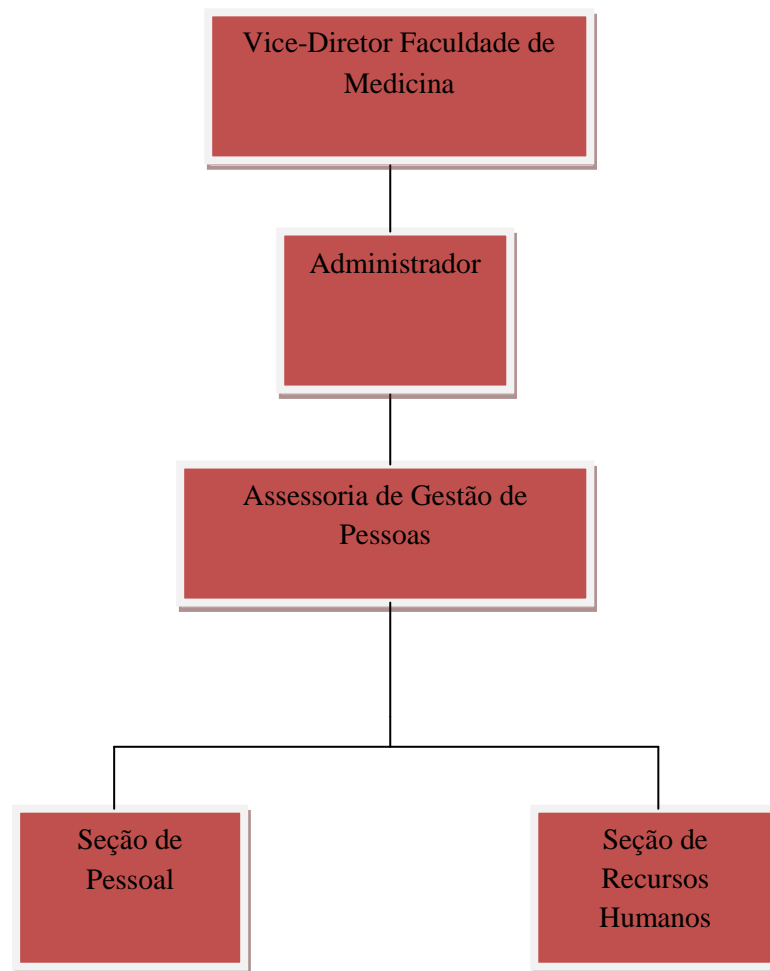 Vice-Diretor Faculdade de
Medicina
Administrador
Assessoria de Gestão de
Pessoas
Seção de
Pessoal
Seção de
Recursos
Humanos